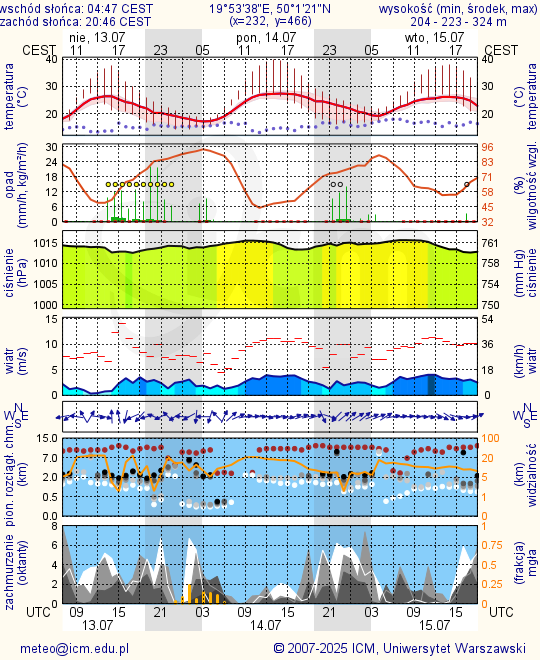 wschód słońca: 04:47 CEST 19°53'38"E, 50°1'21"N wysokość (min, środek, max)
zachód słońca: 20:46 CEST (x=232, y=466) 204 - 223 - 324 m
nie, 13.07 pon, 14.07 wto, 15.07
CEST 11 17 23 05 11 17 23 05 11 17 CEST
temperatura (°C)
40 30 20
40 30 20
temperatura (°C)
opad (mm/h, kg/m²/h)
30 24 18 12 6 0
96 83 70 58 45 32
(%) wilgotność wzgl.
ciśnienie (hPa)
1015 1010 1005 1000
761 758 754 750
(mm Hg) ciśnienie
wiatr (m/s)
15 10 5 0
54 36 18 0
(km/h) wiatr
N W E S
N W E S
pion. rozciągł. chm. (km)
15.0 7.0 2.0 0.5 0.0
100 20 5 1 0
widzialność (km)
zachmurzenie (oktanty)
8 6 4 2 0
1 0.75 0.5 0.25 0
(frakcja) mgła
UTC 09 15 21 03 09 15 21 03 09 15 UTC
13.07 14.07 15.07
meteo@icm.edu.pl © 2007-2025 ICM, Uniwersytet Warszawski